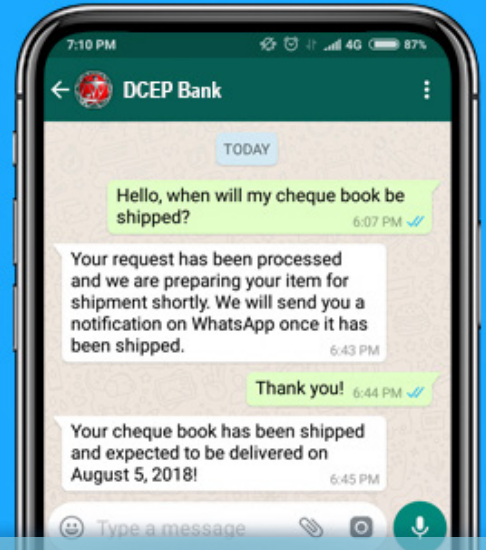 7:10 PM 4G 87%
DCEP Bank
TODAY
Hello, when will my cheque book be
shipped?
6:07 PM
Your request has been processed
and we are preparing your item for
shipment shortly. We will send you a
notification on WhatsApp once it has
been shipped.
6:43 PM
Thank you! 6:44 PM
Your cheque book has been shipped
and expected to be delivered on
August 5, 2018!
6:45 PM
Type a message